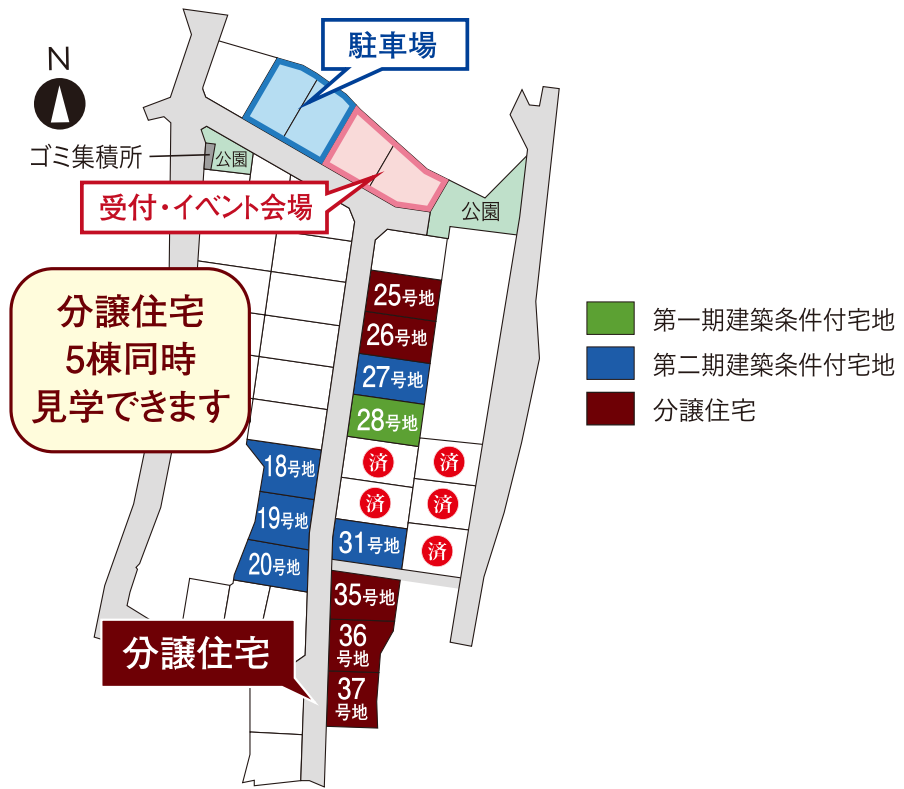 駐車場
N
ゴミ集積所
公園
受付・イベント会場
公園
分譲住宅
5棟同時
見学できます
25号地
26号地
27号地
28号地
済
済
18号地
済
済
19号地
31号地
済
20号地
35号地
36
号地
37
号地
分譲住宅
第一期建築条件付宅地
第二期建築条件付宅地
分譲住宅